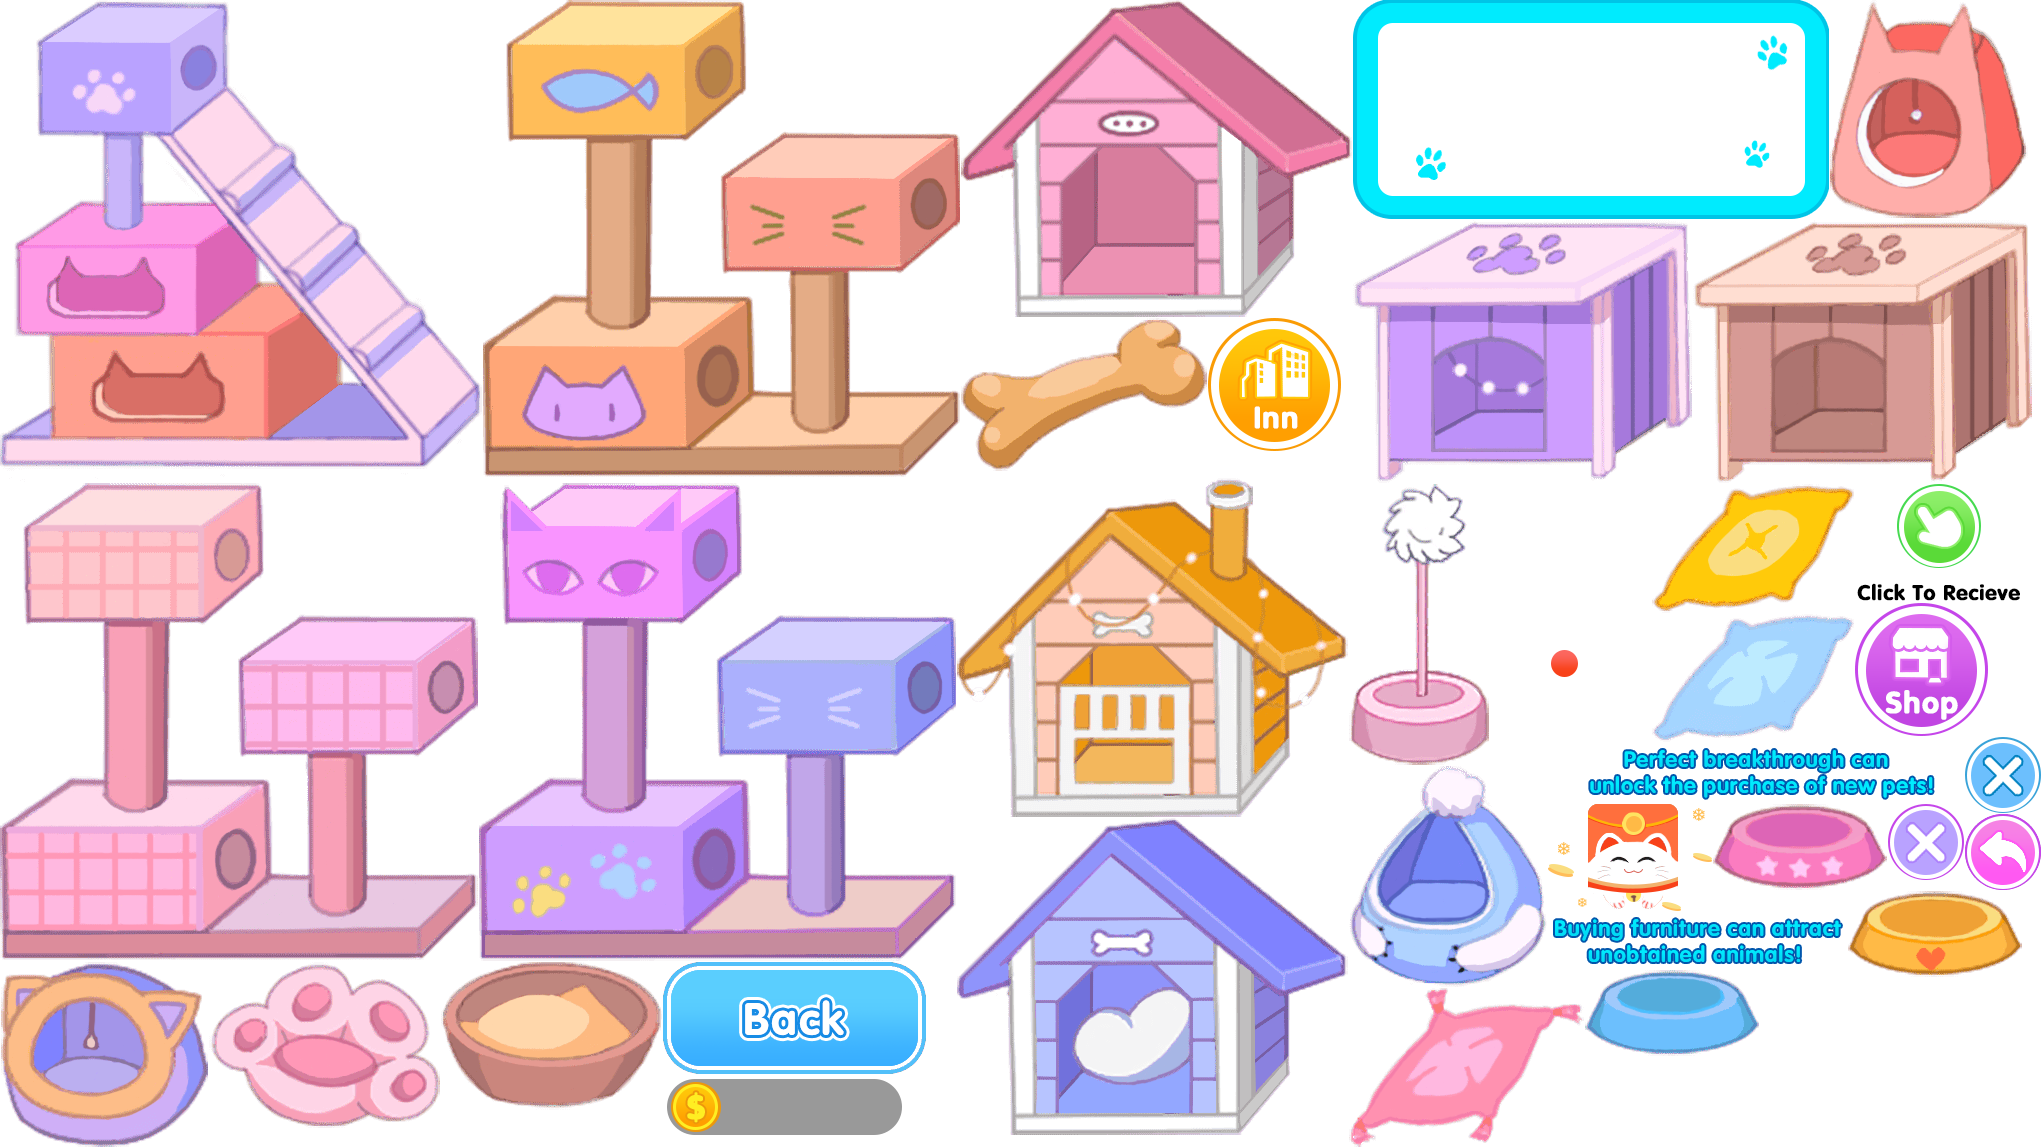 Inn
Click To Recieve
Shop
Perfect breakthrough can
unlock the purchase of new pets!
Buying furniture can attract
unobtained animals!
Back
$